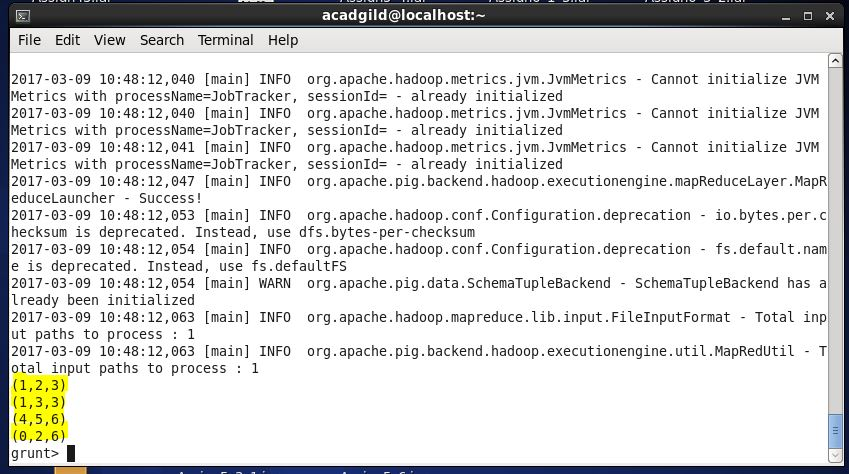 acadgild@localhost:~
File Edit View Search Terminal Help
2017-03-09 10:48:12,040 [main] INFO  org.apache.hadoop.metrics.jvm.JvmMetrics - Cannot initialize JVM
Metrics with processName=JobTracker, sessionId= - already initialized
2017-03-09 10:48:12,040 [main] INFO  org.apache.hadoop.metrics.jvm.JvmMetrics - Cannot initialize JVM
Metrics with processName=JobTracker, sessionId= - already initialized
2017-03-09 10:48:12,041 [main] INFO  org.apache.hadoop.metrics.jvm.JvmMetrics - Cannot initialize JVM
Metrics with processName=JobTracker, sessionId= - already initialized
2017-03-09 10:48:12,047 [main] INFO  org.apache.pig.backend.hadoop.executionengine.mapReduceLayer.MapR
educeLauncher - Success!
2017-03-09 10:48:12,053 [main] INFO  org.apache.hadoop.conf.Configuration.deprecation - io.bytes.per.c
hecksum is deprecated. Instead, use dfs.bytes-per-checksum
2017-03-09 10:48:12,054 [main] INFO  org.apache.hadoop.conf.Configuration.deprecation - fs.default.nam
e is deprecated. Instead, use fs.defaultFS
2017-03-09 10:48:12,054 [main] WARN  org.apache.pig.data.SchemaTupleBackend - SchemaTupleBackend has a
lready been initialized
2017-03-09 10:48:12,063 [main] INFO  org.apache.hadoop.mapreduce.lib.input.FileInputFormat - Total inp
ut paths to process : 1
2017-03-09 10:48:12,063 [main] INFO  org.apache.pig.backend.hadoop.executionengine.util.MapRedUtil - T
otal input paths to process : 1
(1,2,3)
(1,3,3)
(4,5,6)
(0,2,6)
grunt>